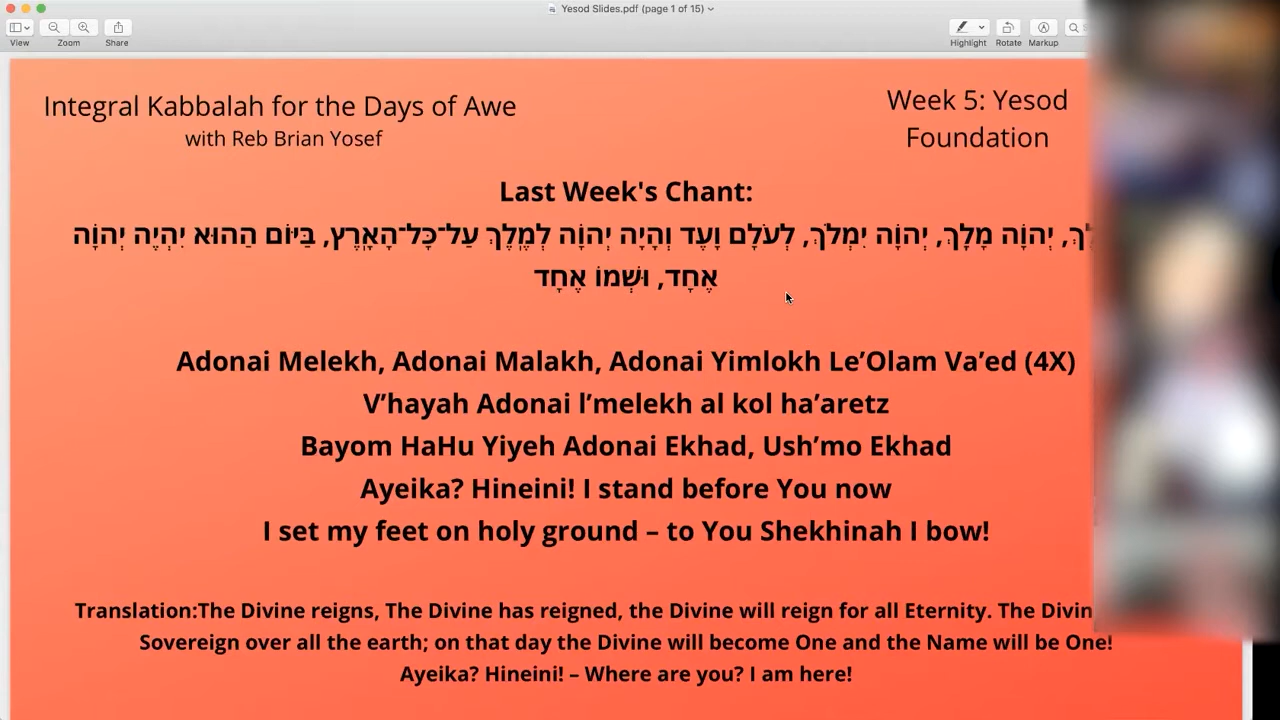 Yesod Slides.pdf (page 1 of 15)
View
Zoom
Share
Highlight
Rotate
Markup
Integral Kabbalah for the Days of Awe
with Reb Brian Yosef
Week 5: Yesod
Foundation
Last Week's Chant:
יְהוָֹה מָלָךְ, יְהוָֹה יִמְלֹךְ, לְעֹלָם וָעֶד וְהָיָה יְהוָֹה לְמֶֽלֶךְ עַל־כׇּל־הָאָֽרֶץ, בַּיּוֹם הַהוּא יִהְיֶה יְהוָֹה
אֶחָד, וּשְׁמוֹ אֶחָד
Adonai Melekh, Adonai Malakh, Adonai Yimlokh Le’Olam Va’ed (4X)
V’hayah Adonai l’melekh al kol ha’aretz
Bayom HaHu Yiyeh Adonai Ekhad, Ush’mo Ekhad
Ayeika? Hineini! I stand before You now
I set my feet on holy ground – to You Shekhinah I bow!
Translation:The Divine reigns, The Divine has reigned, the Divine will reign for all Eternity. The
Sovereign over all the earth; on that day the Divine will become One and the Name will be One!
Ayeika? Hineini! – Where are you? I am here!